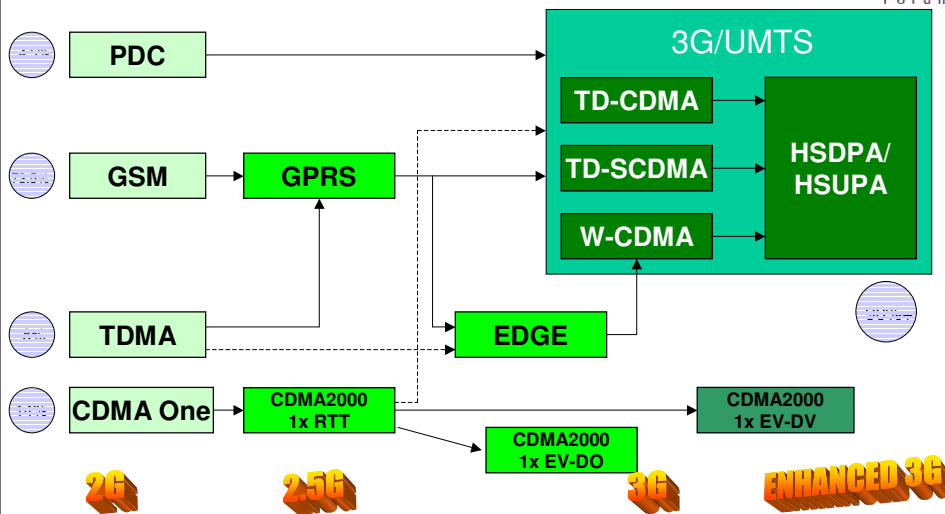 3G/UMTS
PDC
TD-CDMA
GSM
GPRS
TD-SCDMA
HSDPA/
HSUPA
W-CDMA
TDMA
EDGE
CDMA One
CDMA2000
1x RTT
CDMA2000
1x EV-DV
CDMA2000
1x EV-DO
2G
2.5G
3G
ENHANCED 3G